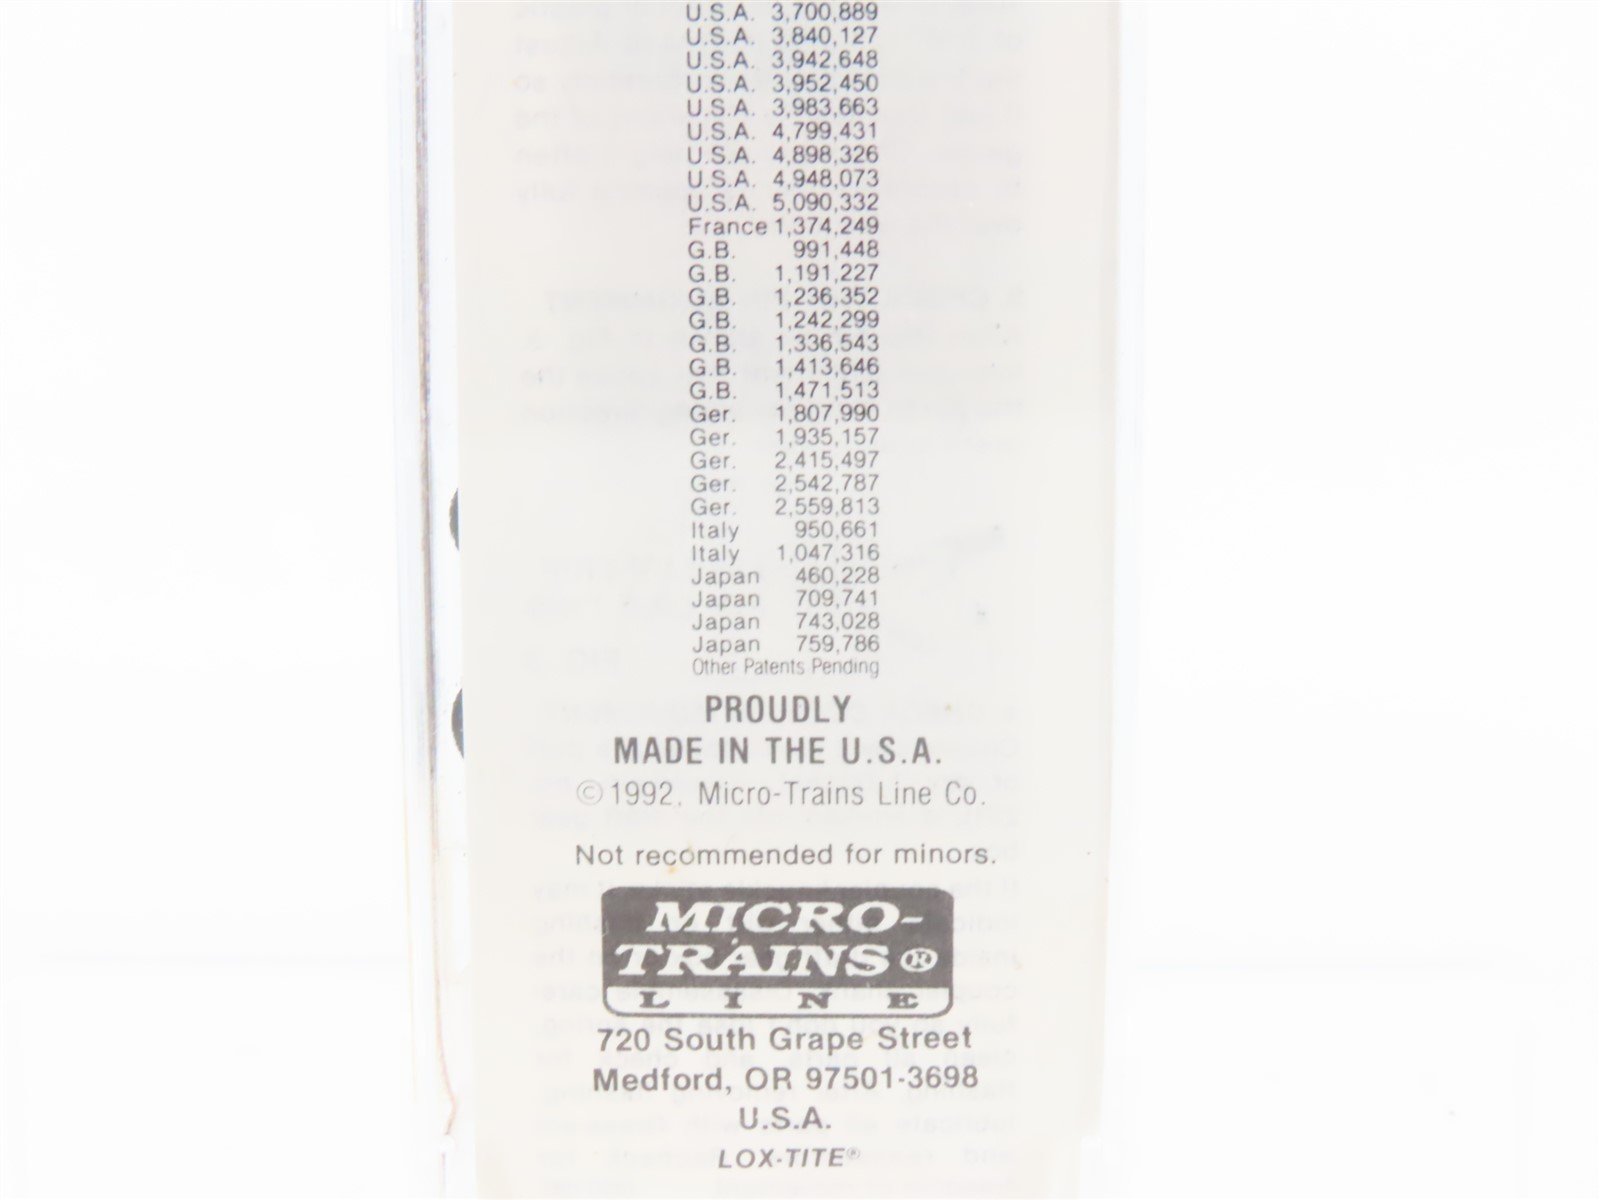 U.S.A. 3,700,889
U.S.A. 3,840,127
U.S.A. 3,942,648
U.S.A. 3,952,450
U.S.A. 3,983,663
U.S.A. 4,799,431
U.S.A. 4,898,326
U.S.A. 4,948,073
U.S.A. 5,090,332
France 1,374,249
G.B. 991,448
G.B. 1,191,227
G.B. 1,236,352
G.B. 1,242,299
G.B. 1,336,543
G.B. 1,413,646
G.B. 1,471,513
Ger. 1,807,990
Ger. 1,935,157
Ger. 2,415,497
Ger. 2,542,787
Ger. 2,559,813
Italy 950,661
Italy 1,047,316
Japan 460,228
Japan 709,741
Japan 743,028
Japan 759,786
Other Patents Pending
PROUDLY
MADE IN THE U.S.A.
©1992, Micro-Trains Line Co.
Not recommended for minors.
MICRO-
TRAINS®
LINE
720 South Grape Street
Medford, OR 97501-3698
U.S.A.
LOX-TITE®